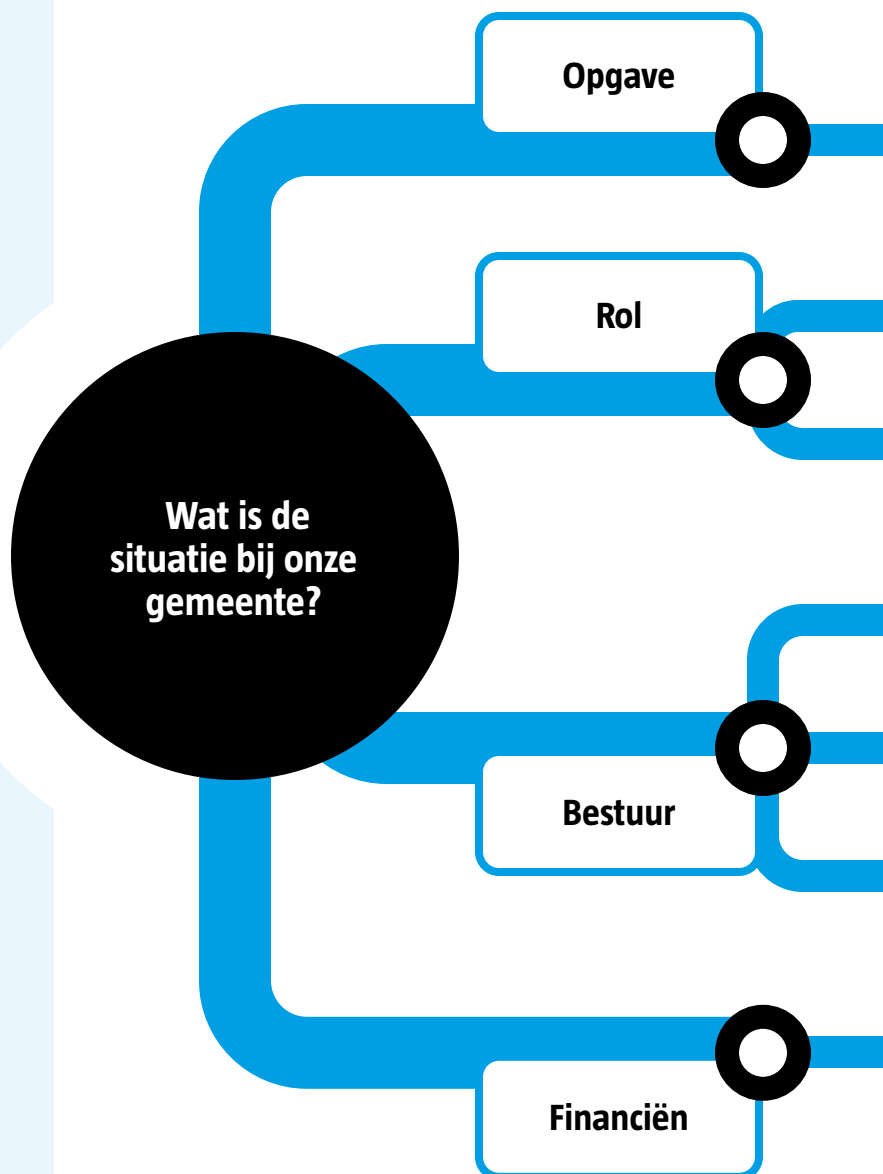 Opgave
Rol
Wat is de
situatie bij onze
gemeente?
Bestuur
Financiën